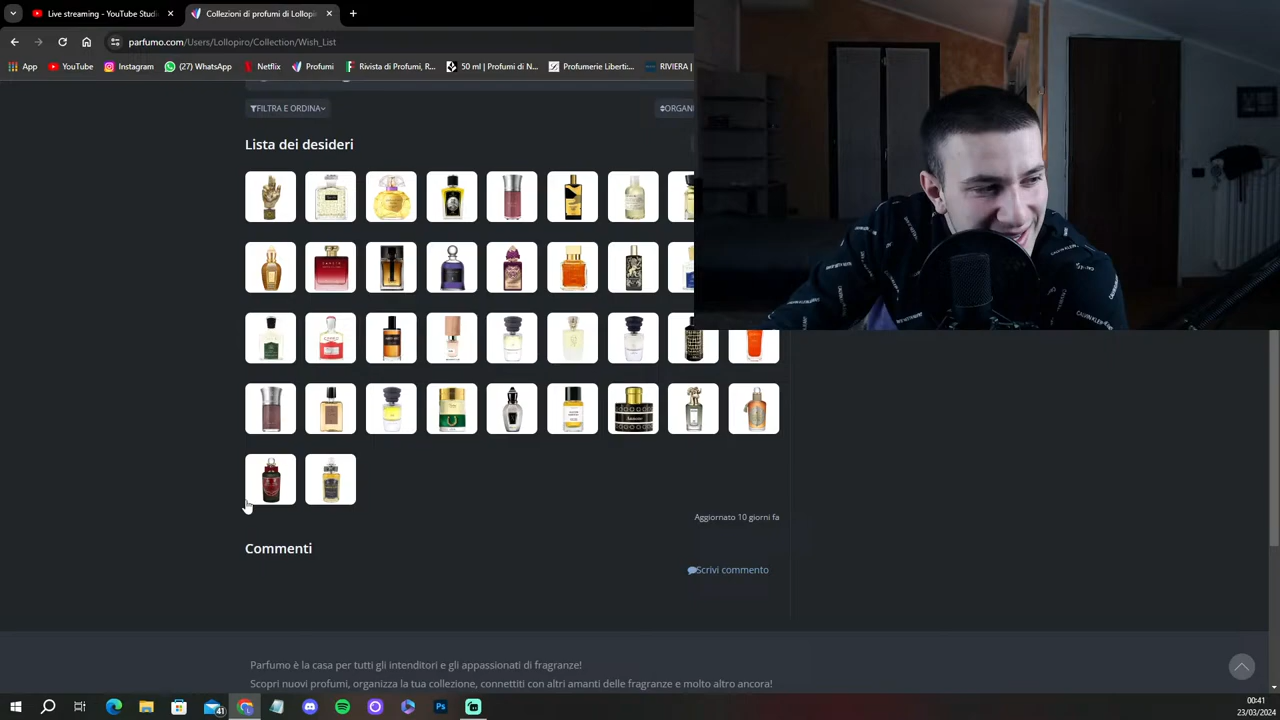 Live streaming - YouTube Studi
Collezioni di profumi di Lollopi
parfumo.com/Users/Lollopiro/Collection/Wish_List
App
YouTube
Instagram
(27) WhatsApp
Netflix
Profumi
Rivista di Profumi, R...
50 ml | Profumi di N...
Profumerie Liberti:...
RIVIERA |
FILTRA E ORDINA
ORGANI
Lista dei desideri
Aggiornato 10 giorni fa
Commenti
Scrivi commento
Parfumo è la casa per tutti gli intenditori e gli appassionati di fragranze!
Scopri nuovi profumi, organizza la tua collezione, connettiti con altri amanti delle fragranze e molto altro ancora!
41
00:41
23/03/2024